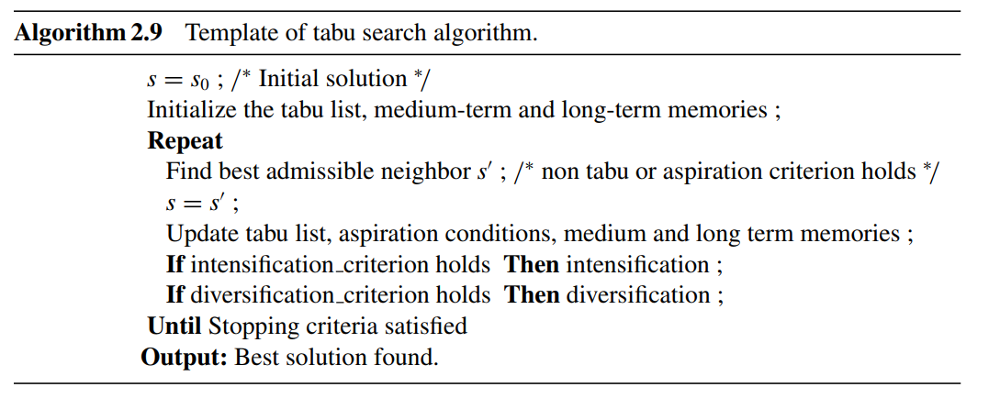 Algorithm 2.9 Template of tabu search algorithm.
s = s0 ; /* Initial solution */
Initialize the tabu list, medium-term and long-term memories ;
Repeat
Find best admissible neighbor s′ ; /* non tabu or aspiration criterion holds */
s = s′ ;
Update tabu list, aspiration conditions, medium and long term memories ;
If intensification_criterion holds Then intensification ;
If diversification_criterion holds Then diversification ;
Until Stopping criteria satisfied
Output: Best solution found.